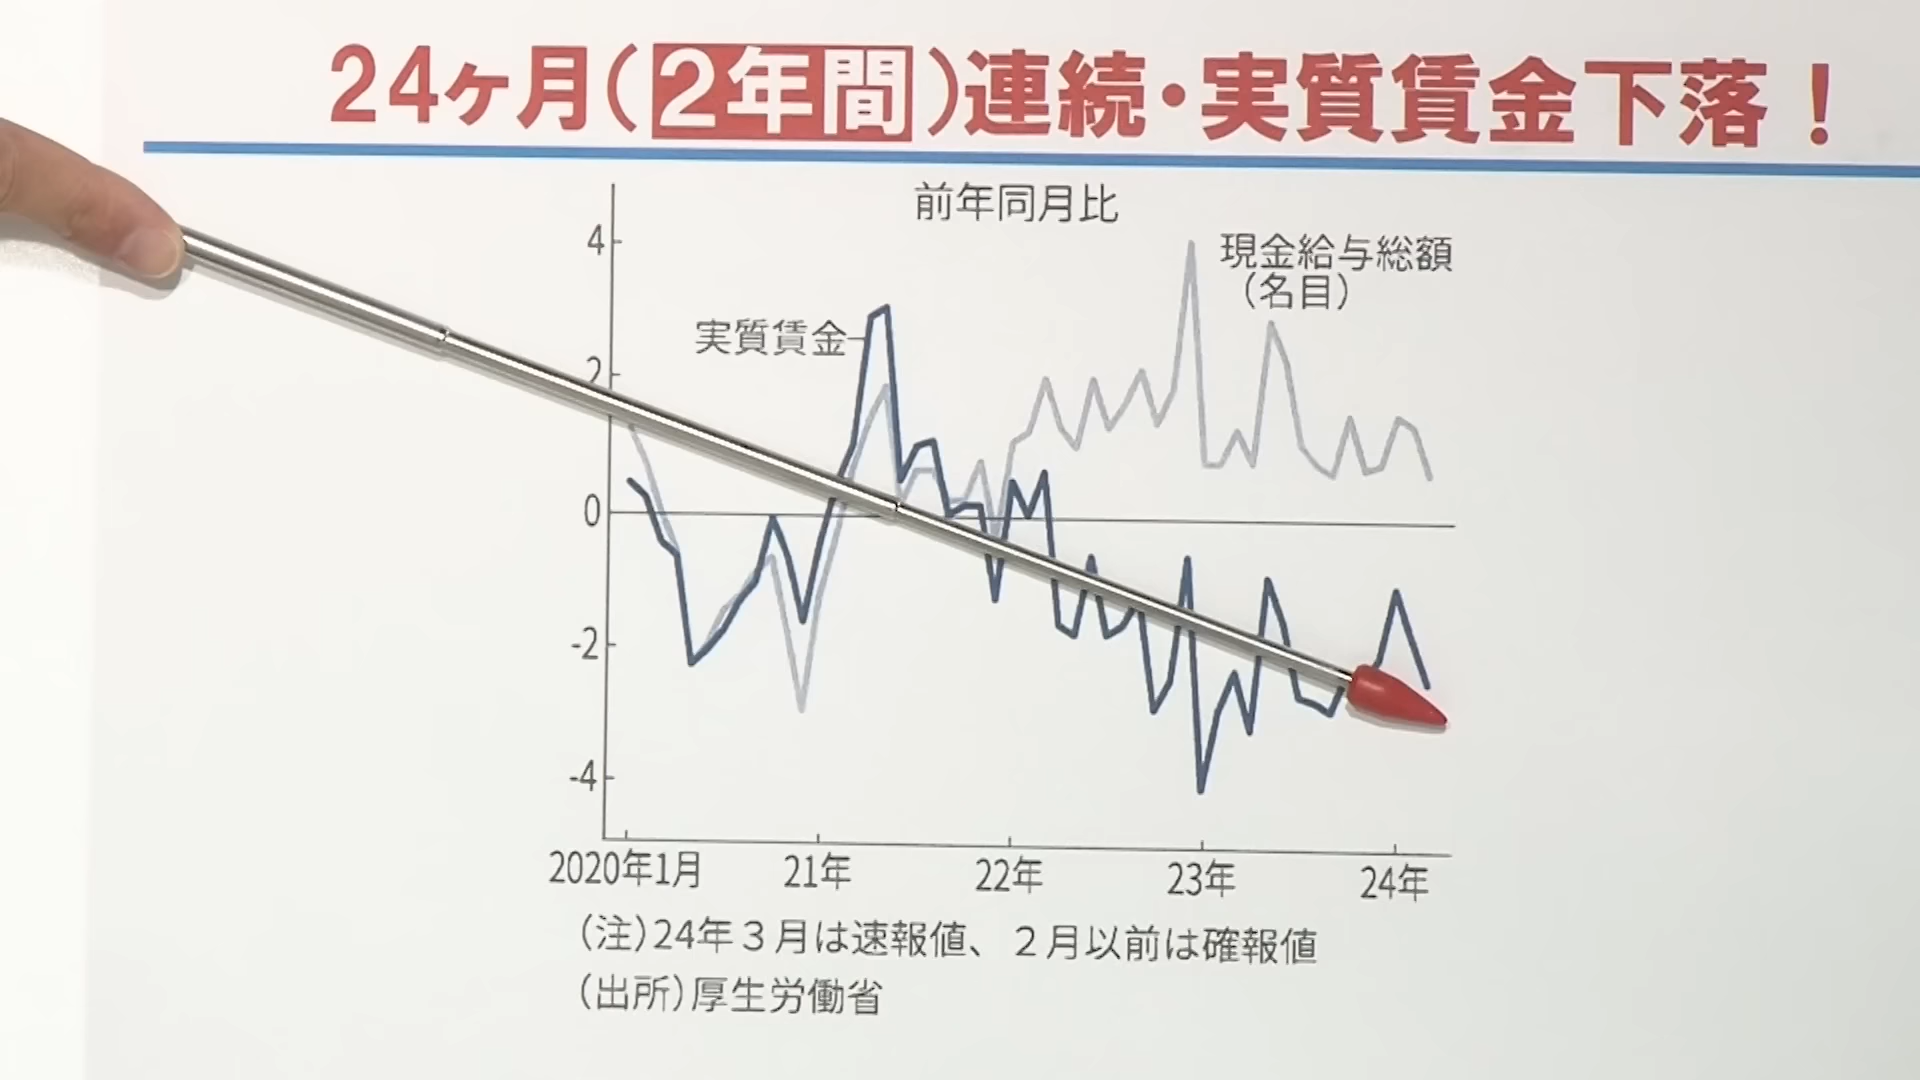 24ヶ月(2年間)連続・実質賃金下落!
前年同月比
現金給与総額
(名目)
実質賃金
4
2
0
-2
-4
2020年1月 21年 22年 23年 24年
(注)24年3月は速報値、2月以前は確報値
(出所)厚生労働省